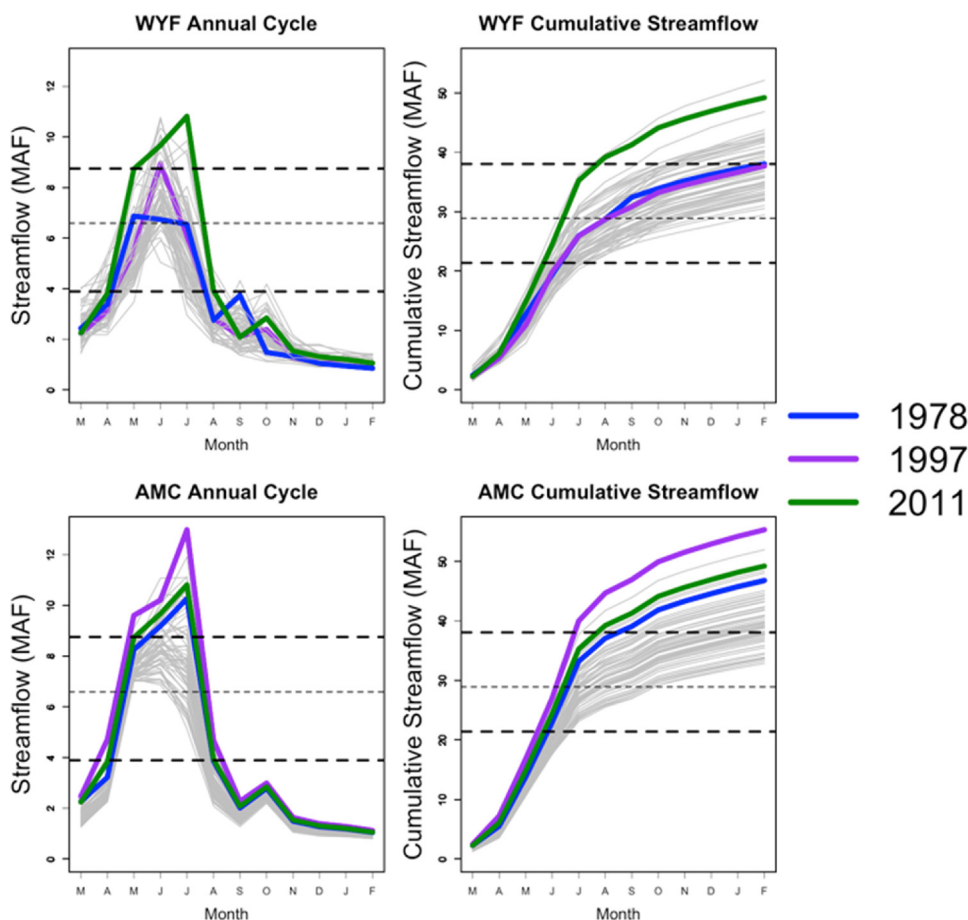 WYF Annual Cycle
Streamflow (MAF)
0 2 4 6 8 10 12
M A M J J A S O N D J F
Month
WYF Cumulative Streamflow
Cumulative Streamflow (MAF)
0 10 20 30 40 50
M A M J J A S O N D J F
Month
1978
1997
2011
AMC Annual Cycle
Streamflow (MAF)
0 2 4 6 8 10 12
M A M J J A S O N D J F
Month
AMC Cumulative Streamflow
Cumulative Streamflow (MAF)
0 10 20 30 40 50
M A M J J A S O N D J F
Month